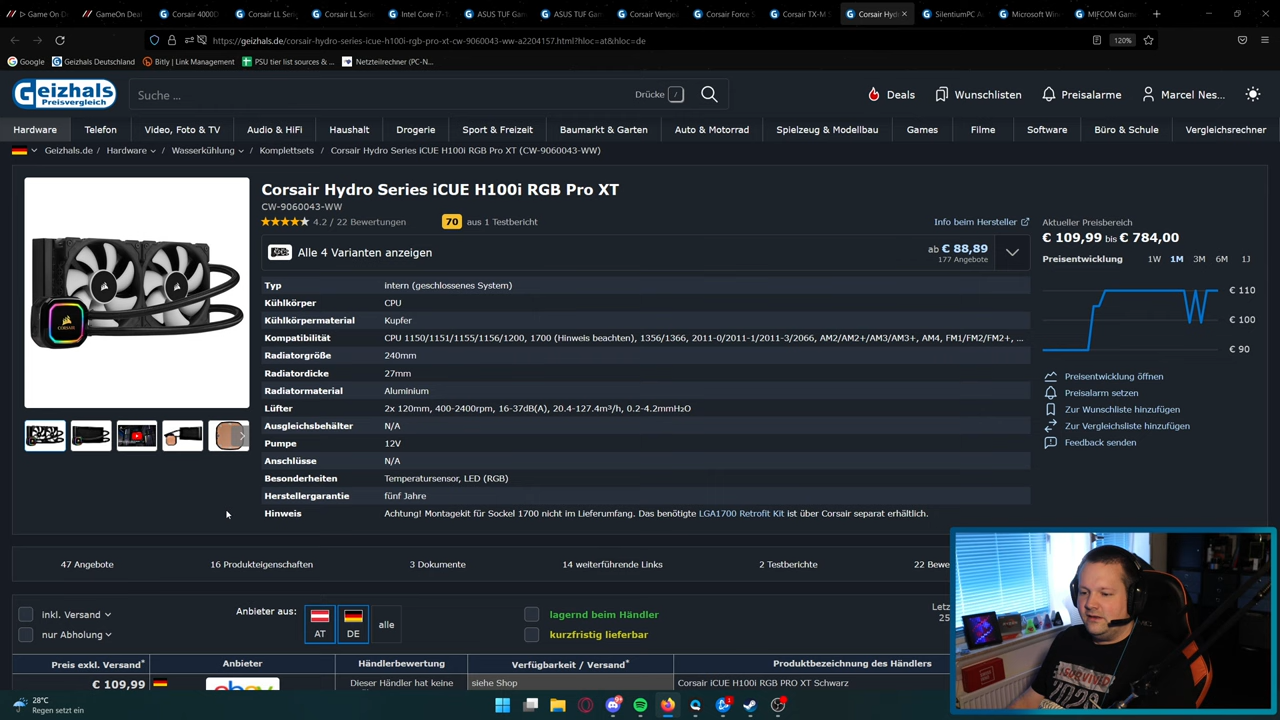 ▷ Game On
GameOn Deal
Corsair 4000D
Corsair LL Serie
Corsair LL Serie
Intel Core i7-1
ASUS TUF Gam
ASUS TUF Gam
Corsair Vengea
Corsair Force S
Corsair TX-M S
Corsair Hydro
SilentiumPC A
Microsoft Win
MIFCOM Gam
https://geizhals.de/corsair-hydro-series-icue-h100i-rgb-pro-xt-cw-9060043-ww-a2204157.html?hloc=at&hloc=de
120%
Google
Geizhals Deutschland
Bitly | Link Management
PSU tier list sources &...
Netzteilrechner (PC-N...
Geizhals
Preisvergleich
Suche ...
Drücke /
Deals
Wunschlisten
Preisalarme
Marcel Nes...
Hardware
Telefon
Video, Foto & TV
Audio & HiFi
Haushalt
Drogerie
Sport & Freizeit
Baumarkt & Garten
Auto & Motorrad
Spielzeug & Modellbau
Games
Filme
Software
Büro & Schule
Vergleichsrechner
Geizhals.de / Hardware / Wasserkühlung / Komplettsets / Corsair Hydro Series iCUE H100i RGB Pro XT (CW-9060043-WW)
Corsair Hydro Series iCUE H100i RGB Pro XT
CW-9060043-WW
4.2 / 22 Bewertungen
70 aus 1 Testbericht
Info beim Hersteller
Alle 4 Varianten anzeigen
ab € 88,89
177 Angebote
Typ intern (geschlossenes System)
Kühlkörper CPU
Kühlkörpermaterial Kupfer
Kompatibilität CPU 1150/1151/1155/1156/1200, 1700 (Hinweis beachten), 1356/1366, 2011-0/2011-1/2011-3/2066, AM2/AM2+/AM3/AM3+, AM4, FM1/FM2/FM2+, ...
Radiatorgröße 240mm
Radiatordicke 27mm
Radiatormaterial Aluminium
Lüfter 2x 120mm, 400-2400rpm, 16-37dB(A), 20.4-127.4m³/h, 0.2-4.2mmH₂O
Ausgleichsbehälter N/A
Pumpe 12V
Anschlüsse N/A
Besonderheiten Temperatursensor, LED (RGB)
Herstellergarantie fünf Jahre
Hinweis Achtung! Montagekit für Sockel 1700 nicht im Lieferumfang. Das benötigte LGA1700 Retrofit Kit ist über Corsair separat erhältlich.
Aktueller Preisbereich
€ 109,99 bis € 784,00
Preisentwicklung 1W 1M 3M 6M 1J
€ 110
€ 100
€ 90
Preisentwicklung öffnen
Preisalarm setzen
Zur Wunschliste hinzufügen
Zur Vergleichsliste hinzufügen
Feedback senden
CORSAIR
47 Angebote
16 Produkteigenschaften
3 Dokumente
14 weiterführende Links
2 Testberichte
22 Bewe
inkl. Versand
nur Abholung
Anbieter aus:
AT
DE
alle
lagernd beim Händler
kurzfristig lieferbar
Letz
25
Preis exkl. Versand*
Anbieter
Händlerbewertung
Verfügbarkeit / Versand*
Produktbezeichnung des Händlers
€ 109,99
ebay
Dieser Händler hat keine
siehe Shop
Corsair iCUE H100i RGB PRO XT Schwarz
28°C
Regen setzt ein